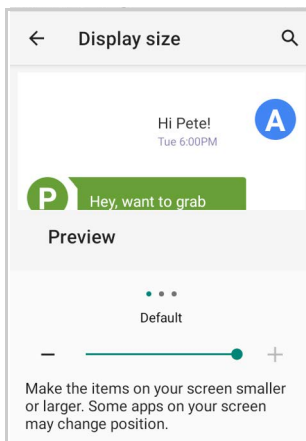 Display size
Hi Pete!
A
Tue 6:00PM
P
Hey, want to grab
Preview
Default
Make the items on your screen smaller
or larger. Some apps on your screen
may change position.